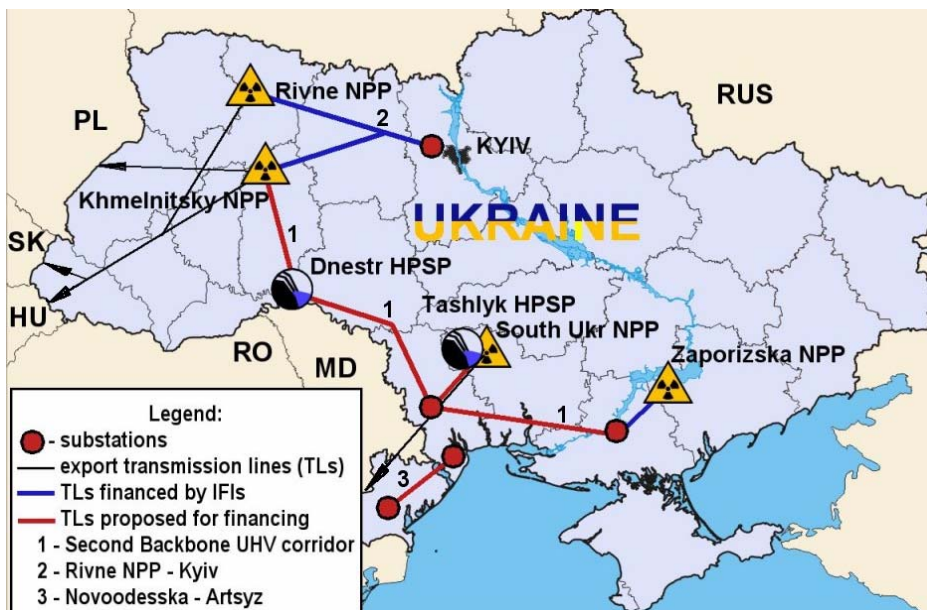 Rivne NPP
RUS
PL
2
KYIV
Khmelnitsky NPP
UKRAINE
SK
1
Dnestr HPSP
HU
Tashlyk HPSP
1
South Ukr NPP
RO
MD
Zaporizska NPP
1
3
Legend:
- substations
export transmission lines (TLs)
TLs financed by IFIs
TLs proposed for financing
1 - Second Backbone UHV corridor
2 - Rivne NPP - Kyiv
3 - Novoodesska - Artsyz